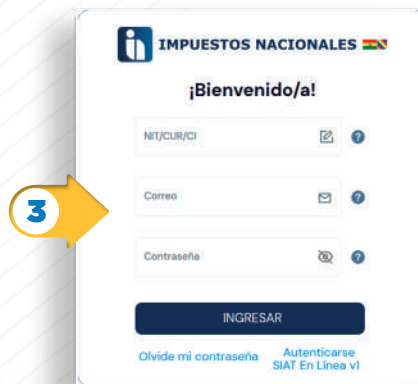 IMPUESTOS NACIONALES
¡Bienvenido/a!
NIT/CUR/CI
Correo
3
Contraseña
INGRESAR
Olvide mi contraseña
Autenticarse
SIAT En Línea v1